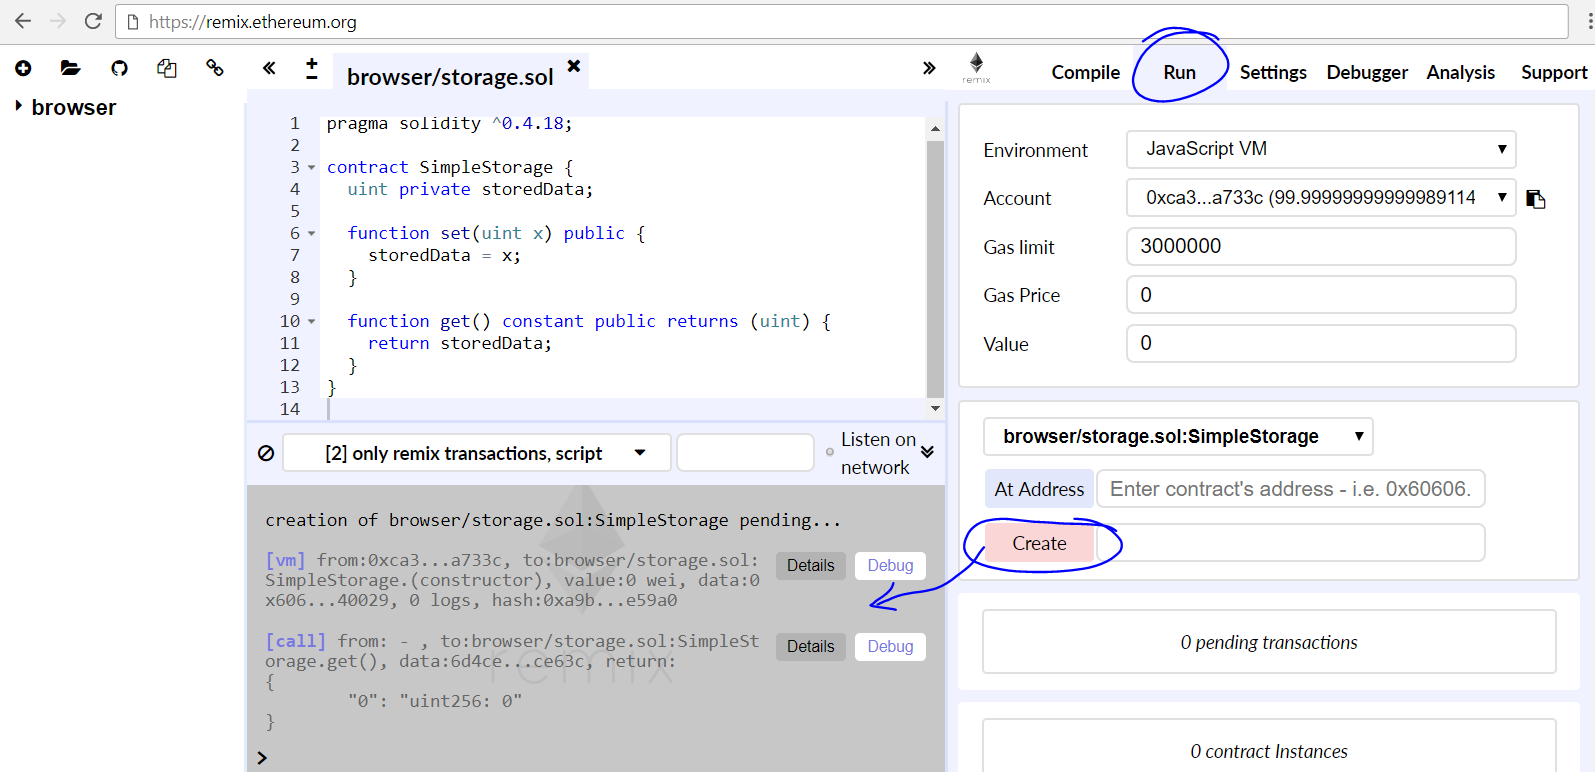 https://remix.ethereum.org
browser/storage.sol
browser
remix
Compile Run Settings Debugger Analysis Support
1 pragma solidity ^0.4.18;
2
3 contract SimpleStorage {
4 uint private storedData;
5
6 function set(uint x) public {
7 storedData = x;
8 }
9
10 function get() constant public returns (uint) {
11 return storedData;
12 }
13 }
14
[2] only remix transactions, script
Listen on
network
creation of browser/storage.sol:SimpleStorage pending...
[vm] from:0xca3...a733c, to:browser/storage.sol:
SimpleStorage.(constructor), value:0 wei, data:0
x606...40029, 0 logs, hash:0xa9b...e59a0
Details Debug
[call] from: - , to:browser/storage.sol:SimpleSt
orage.get(), data:6d4ce...ce63c, return:
{
"0": "uint256: 0"
}
Details Debug
remix
>
Environment JavaScript VM
Account 0xca3...a733c (99.99999999999989114
Gas limit 3000000
Gas Price 0
Value 0
browser/storage.sol:SimpleStorage
At Address Enter contract's address - i.e. 0x60606.
Create
0 pending transactions
0 contract Instances